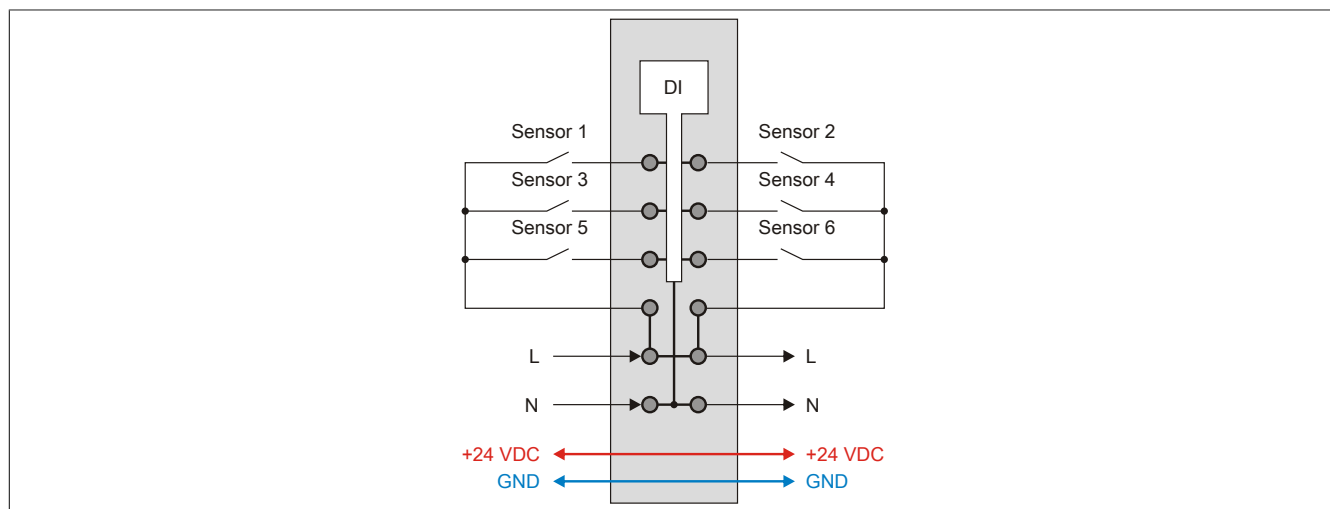 DI
Sensor 1 Sensor 2
Sensor 3 Sensor 4
Sensor 5 Sensor 6
L L
N N
+24 VDC +24 VDC
GND GND